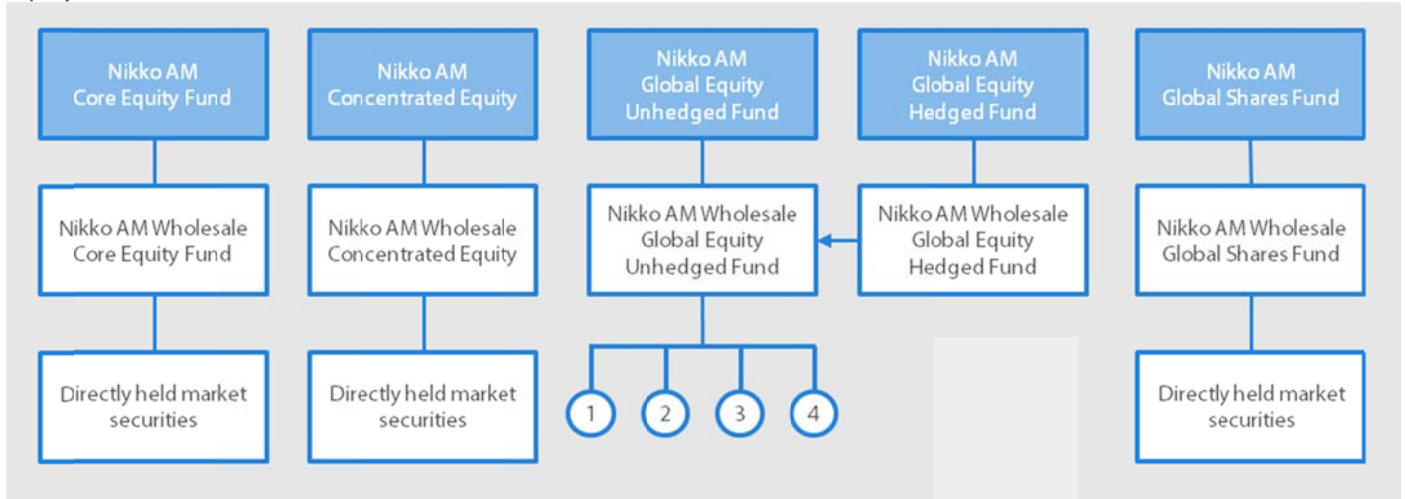 Nikko AM
Core Equity Fund
Nikko AM
Concentrated Equity
Nikko AM
Global Equity
Unhedged Fund
Nikko AM
Global Equity
Hedged Fund
Nikko AM
Global Shares Fund
Nikko AM Wholesale
Core Equity Fund
Nikko AM Wholesale
Concentrated Equity
Nikko AM Wholesale
Global Equity
Unhedged Fund
Nikko AM Wholesale
Global Equity
Hedged Fund
Nikko AM Wholesale
Global Shares Fund
Directly held market
securities
Directly held market
securities
1
2
3
4
Directly held market
securities